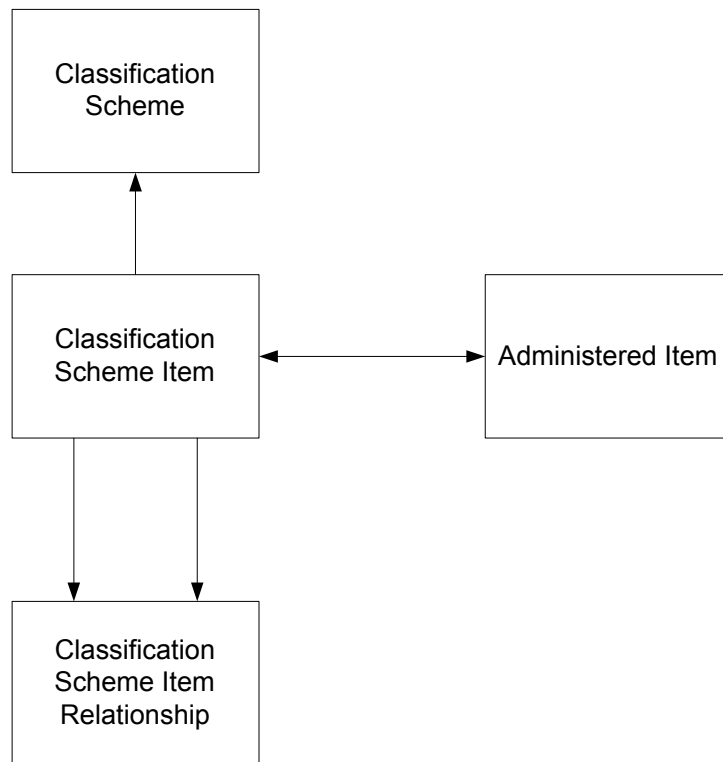 Classification
Scheme
Classification
Scheme Item
Administered Item
Classification
Scheme Item
Relationship